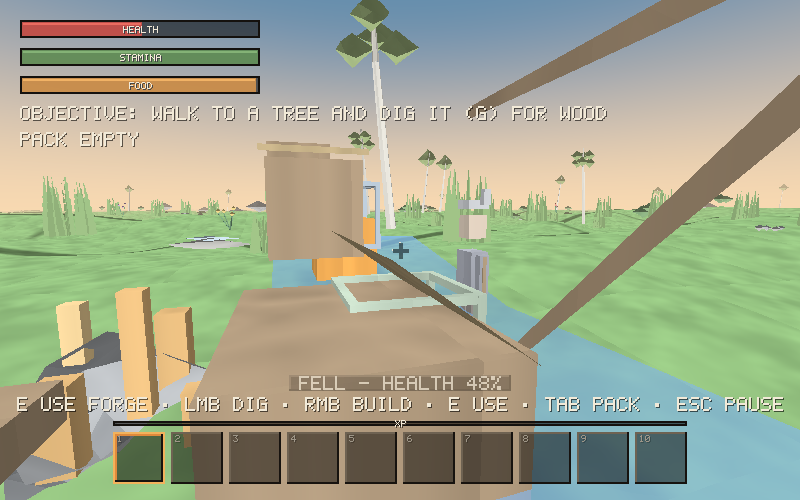 HEALTH
STAMINA
FOOD
OBJECTIVE: WALK TO A TREE AND DIG IT (G) FOR WOOD
PACK EMPTY
FELL - HEALTH 48%
E USE FORGE · LMB DIG · RMB BUILD · E USE · TAB PACK · ESC PAUSE
XP
1 2 3 4 5 6 7 8 9 10